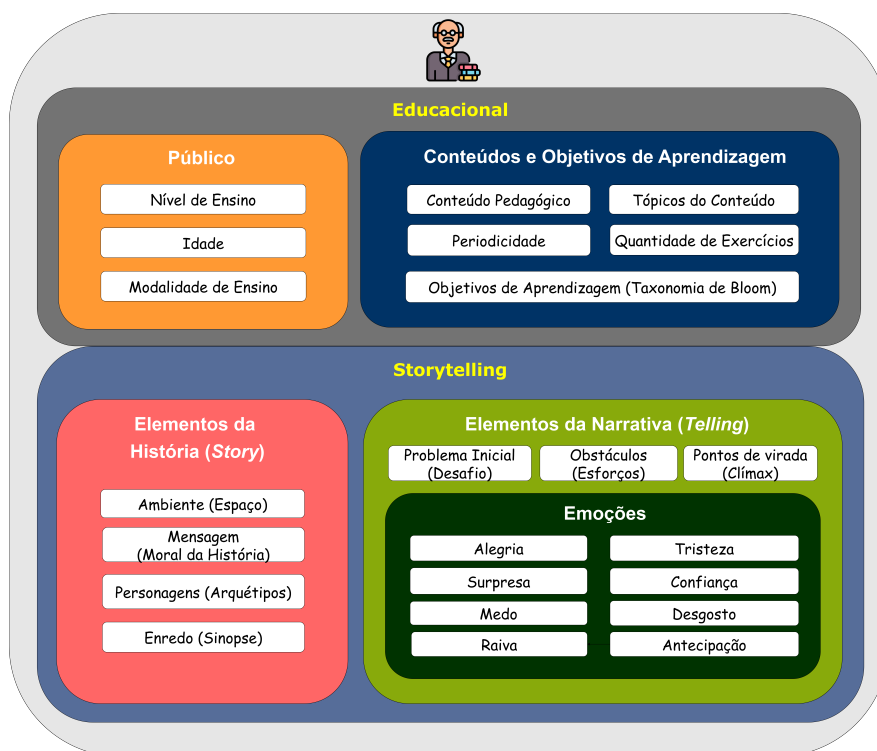 Educacional
Público
Nível de Ensino
Idade
Modalidade de Ensino
Conteúdos e Objetivos de Aprendizagem
Conteúdo Pedagógico
Tópicos do Conteúdo
Periodicidade
Quantidade de Exercícios
Objetivos de Aprendizagem (Taxonomia de Bloom)
Storytelling
Elementos da
História (Story)
Ambiente (Espaço)
Mensagem
(Moral da História)
Personagens (Arquétipos)
Enredo (Sinopse)
Elementos da Narrativa (Telling)
Problema Inicial
(Desafio)
Obstáculos
(Esforços)
Pontos de virada
(Clímax)
Emoções
Alegria
Tristeza
Surpresa
Confiança
Medo
Desgosto
Raiva
Antecipação